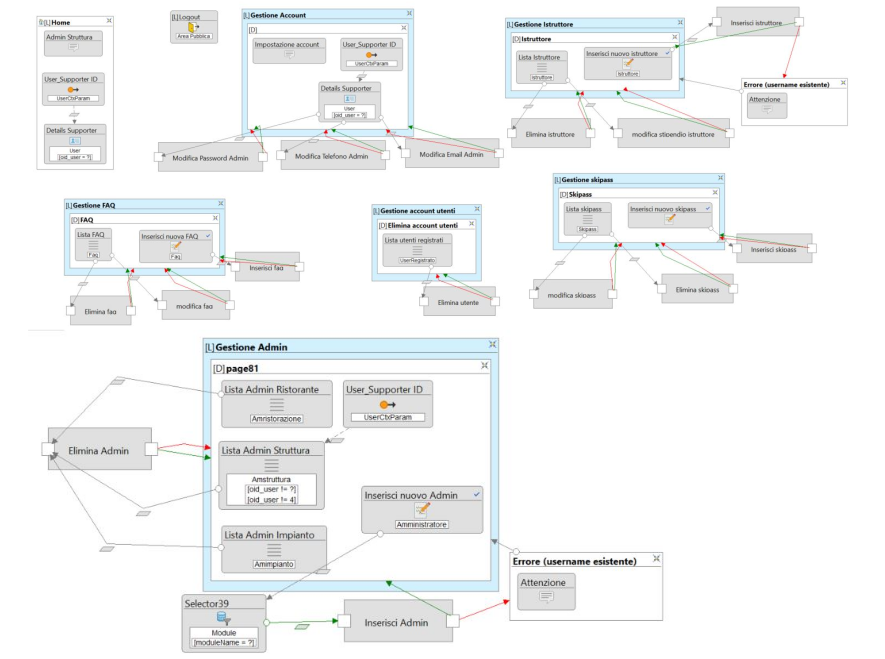 [L]Home
Admin Struttura
User_Supporter ID
UserCtxParam
Details Supporter
User
[oid_user = ?]
[L]Logout
Area Pubblica
[L]Gestione Account
[D]
Impostazione account
User_Supporter ID
UserCtxParam
Details Supporter
User
[oid_user = ?]
Modifica Password Admin
Modifica Telefono Admin
Modifica Email Admin
[L]Gestione Istruttore
[D]Istruttore
Lista Istruttore
Istruttore
Inserisci nuovo istruttore
Istruttore
Inserisci istruttore
Errore (username esistente)
Attenzione
Elimina istruttore
modifica stipendio istruttore
[L]Gestione FAQ
[D]FAQ
Lista FAQ
Faq
Inserisci nuova FAQ
Faq
Inserisci faq
Elimina faq
modifica faq
[L]Gestione account utenti
[D]Elimina account utenti
Lista utenti registrati
UserRegistrato
Elimina utente
[L]Gestione skipass
[D]Skipass
Lista skipass
Skipass
Inserisci nuovo skipass
Inserisci skipass
modifica skipass
Elimina skipass
[L]Gestione Admin
[D]page81
Lista Admin Ristorante
Amristorazione
User_Supporter ID
UserCtxParam
Elimina Admin
Lista Admin Struttura
Amstruttura
[oid_user != ?]
[oid_user != 4]
Inserisci nuovo Admin
Amministratore
Lista Admin Impianto
Amimpianto
Errore (username esistente)
Attenzione
Selector39
Module
[moduleName = ?]
Inserisci Admin